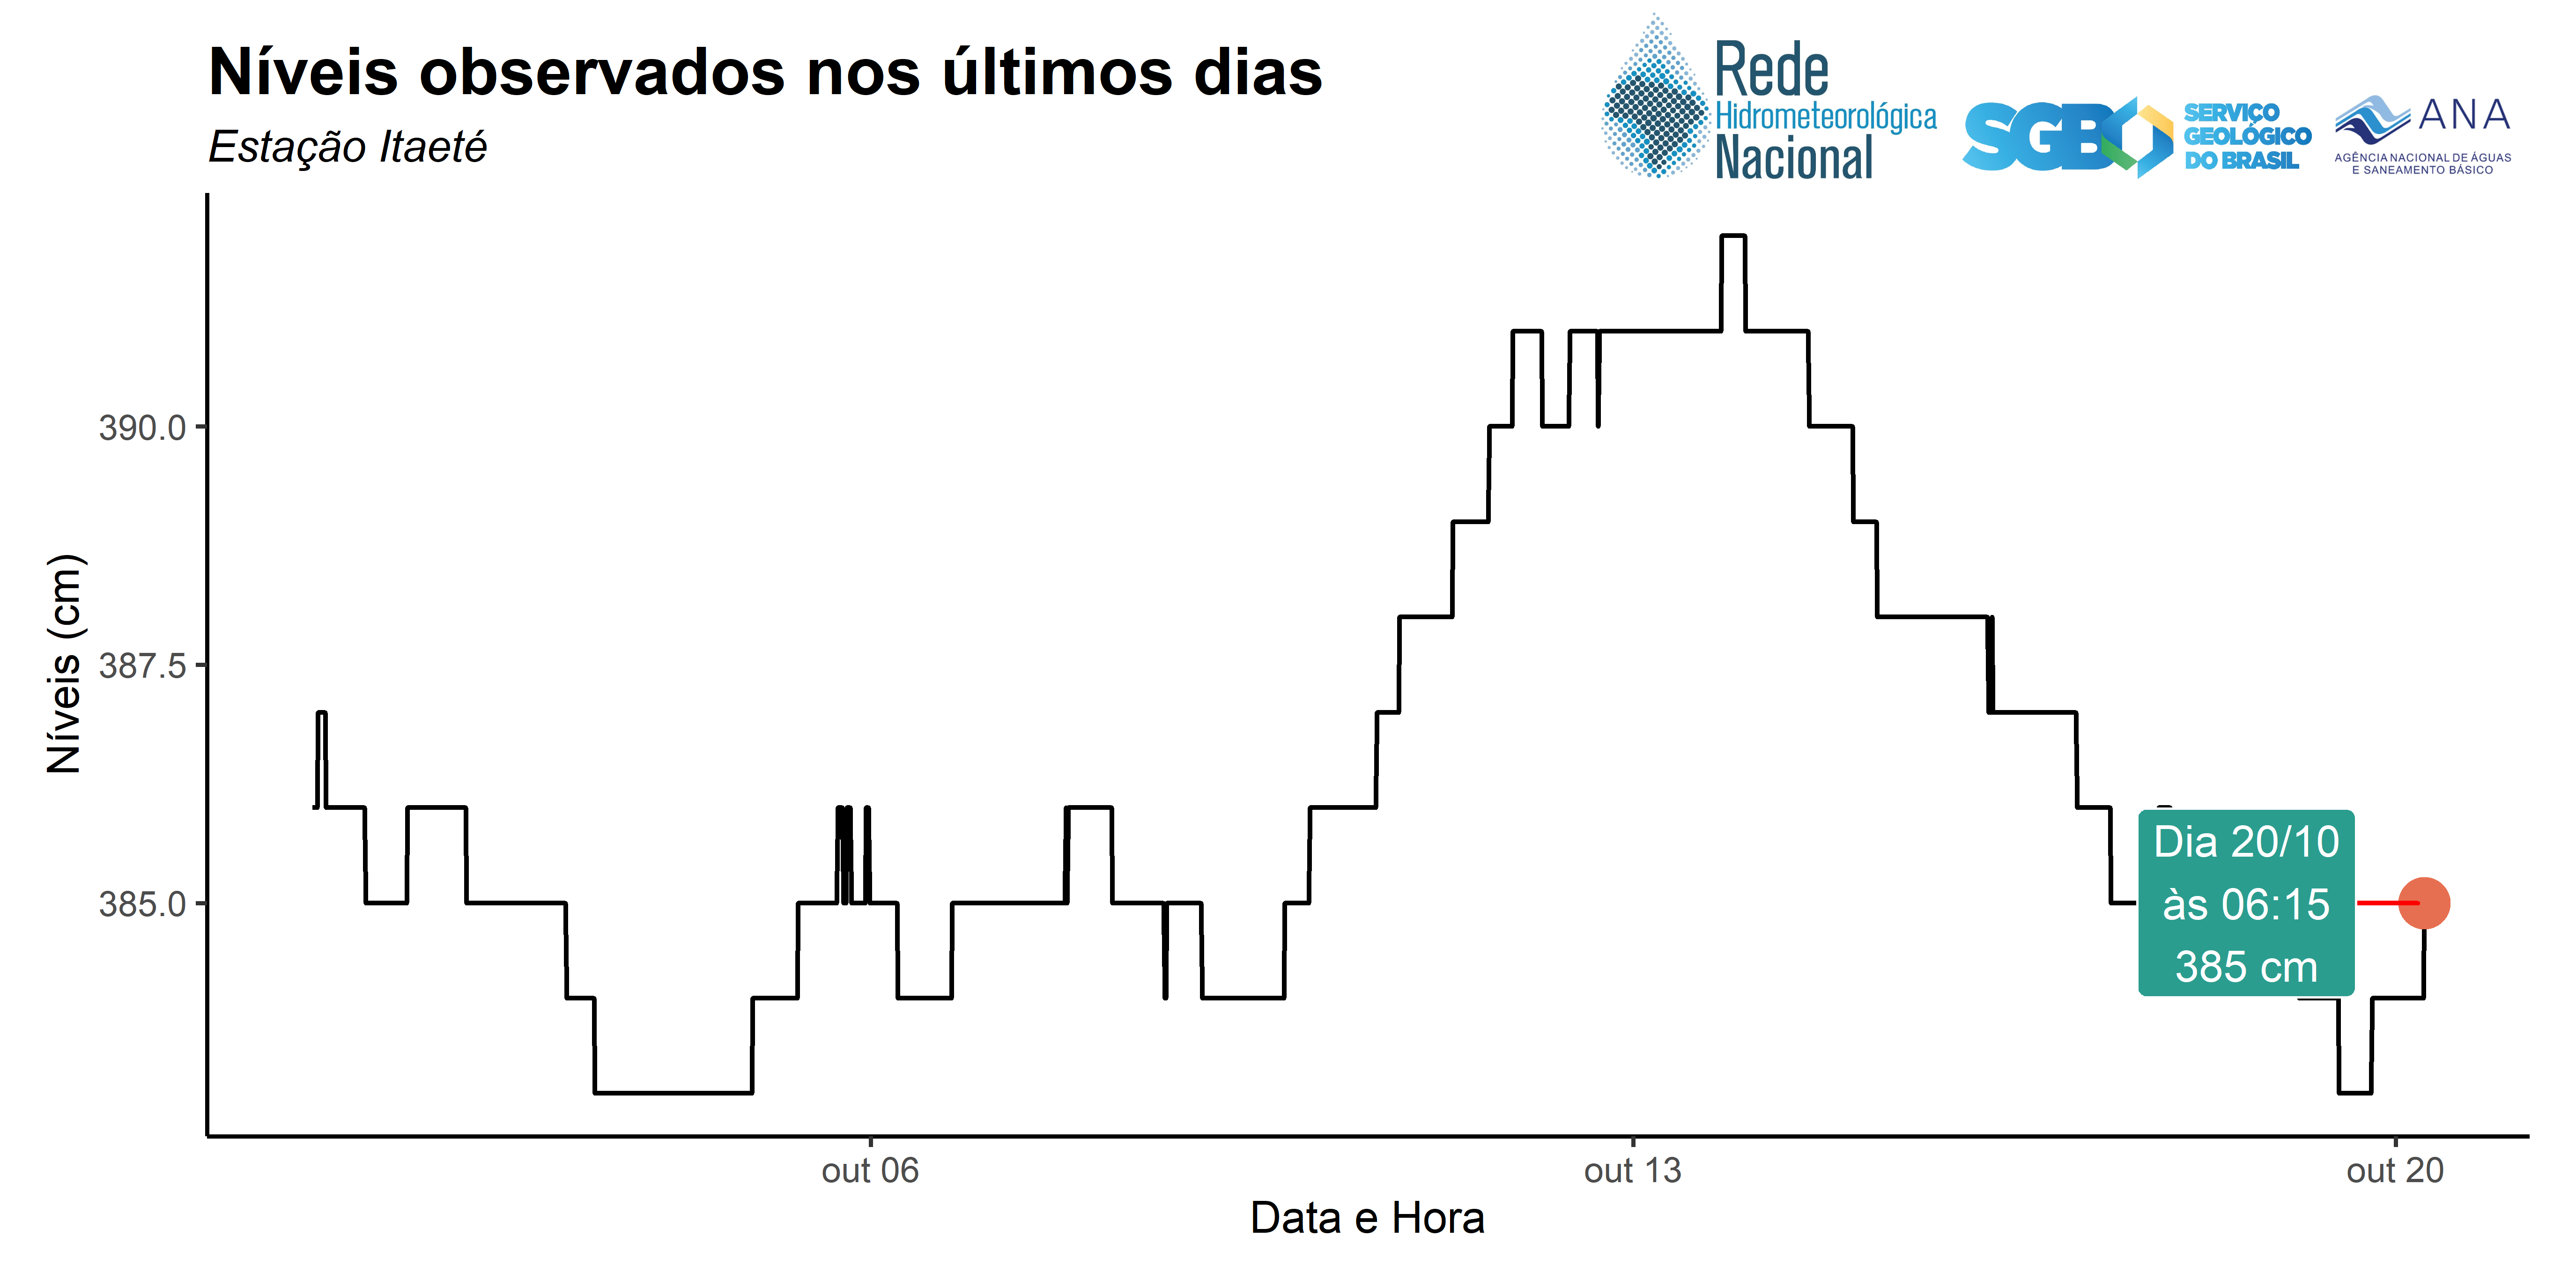 Níveis observados nos últimos dias
Estação Itaeté
Rede
Hidrometeorológica
Nacional
SGB
SERVIÇO
GEOLÓGICO
DO BRASIL
ANA
AGÊNCIA NACIONAL DE ÁGUAS
E SANEAMENTO BÁSICO
Níveis (cm)
390.0
387.5
385.0
Dia 20/10
às 06:15
385 cm
out 06
out 13
out 20
Data e Hora